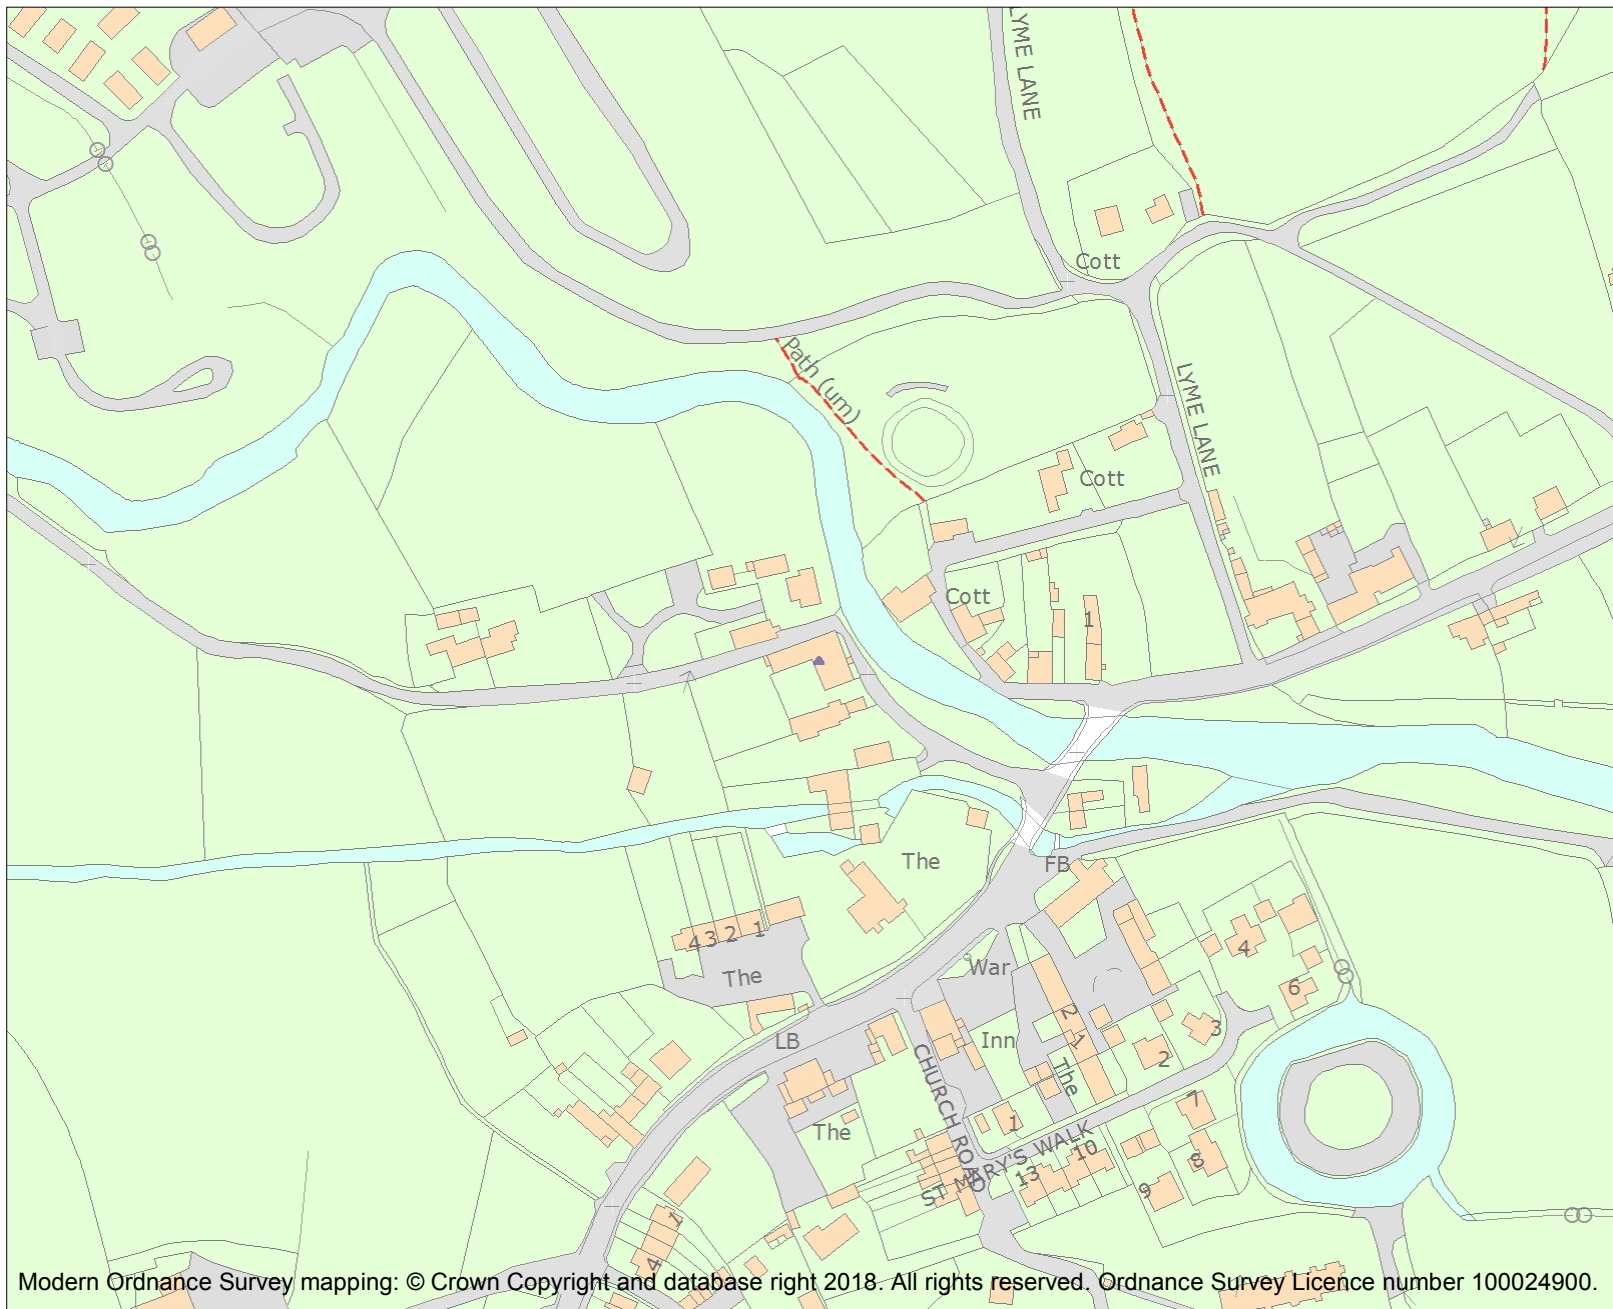 LYME LANE
Cott
Path (um)
LYME LANE
Cott
Cott
1
The
FB
4 3 2 1
The
War
4
6
2
1
3
LB
Inn
2
The
CHURCH ROAD
The
1
7
ST MARY'S WALK
10
13
8
9
1
4
Modern Ordnance Survey mapping: © Crown Copyright and database right 2018. All rights reserved. Ordnance Survey Licence number 100024900.